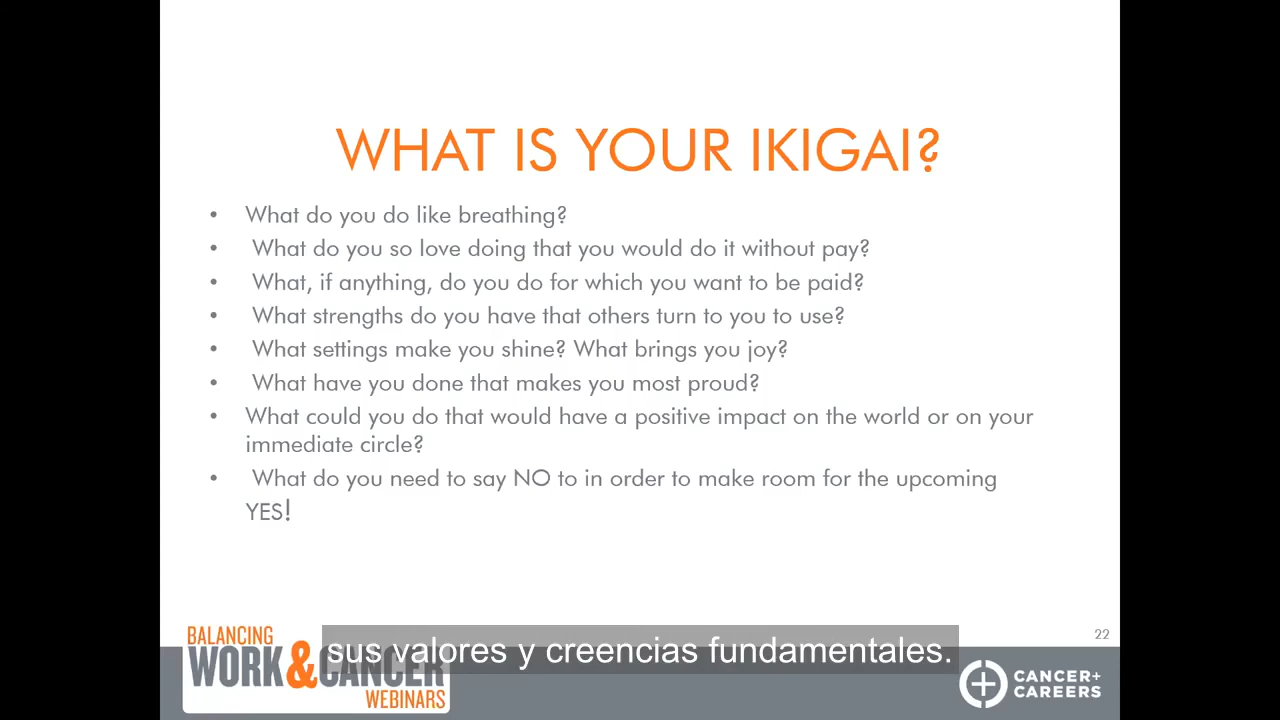 WHAT IS YOUR IKIGAI?
• What do you do like breathing?
• What do you so love doing that you would do it without pay?
• What, if anything, do you do for which you want to be paid?
• What strengths do you have that others turn to you to use?
• What settings make you shine? What brings you joy?
• What have you done that makes you most proud?
• What could you do that would have a positive impact on the world or on your
immediate circle?
• What do you need to say NO to in order to make room for the upcoming
YES!
22
BALANCING
WORK & CANCER
WEBINARS
sus valores y creencias fundamentales.
CANCER+
CAREERS